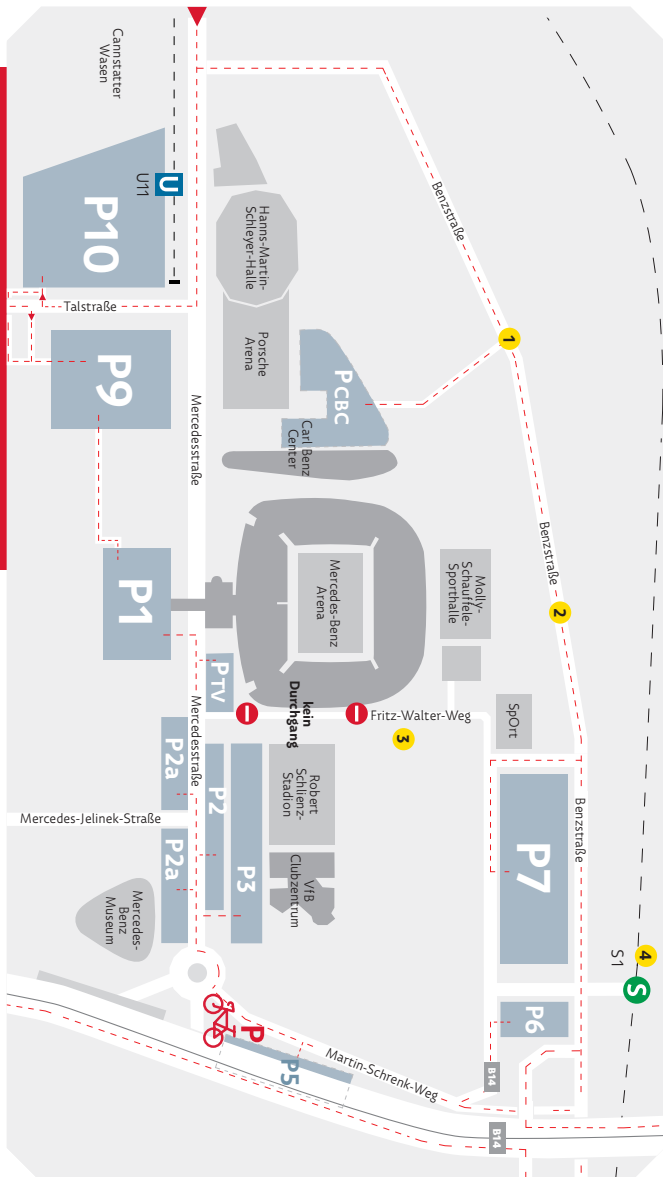 Cannstatter
Wasen
U
U11
P10
Talstraße
P9
Hanns-Martin-
Schleyer-Halle
Porsche
Arena
PCBC
Carl Benz
Center
Benzstraße
1
Mercedesstraße
Benzstraße
2
P1
Mercedes-Benz
Arena
Molly-
Schauffele-
Sporthalle
PTV
kein
Durchgang
Fritz-Walter-Weg
3
SpOrt
Mercedesstraße
P2a
P2
P3
Robert
Schlienz-
Stadion
Benzstraße
P7
Mercedes-Jelinek-Straße
P2a
VfB
Clubzentrum
Mercedes-
Benz
Museum
4
S
S1
P6
P
P5
Martin-Schrenk-Weg
B14
B14